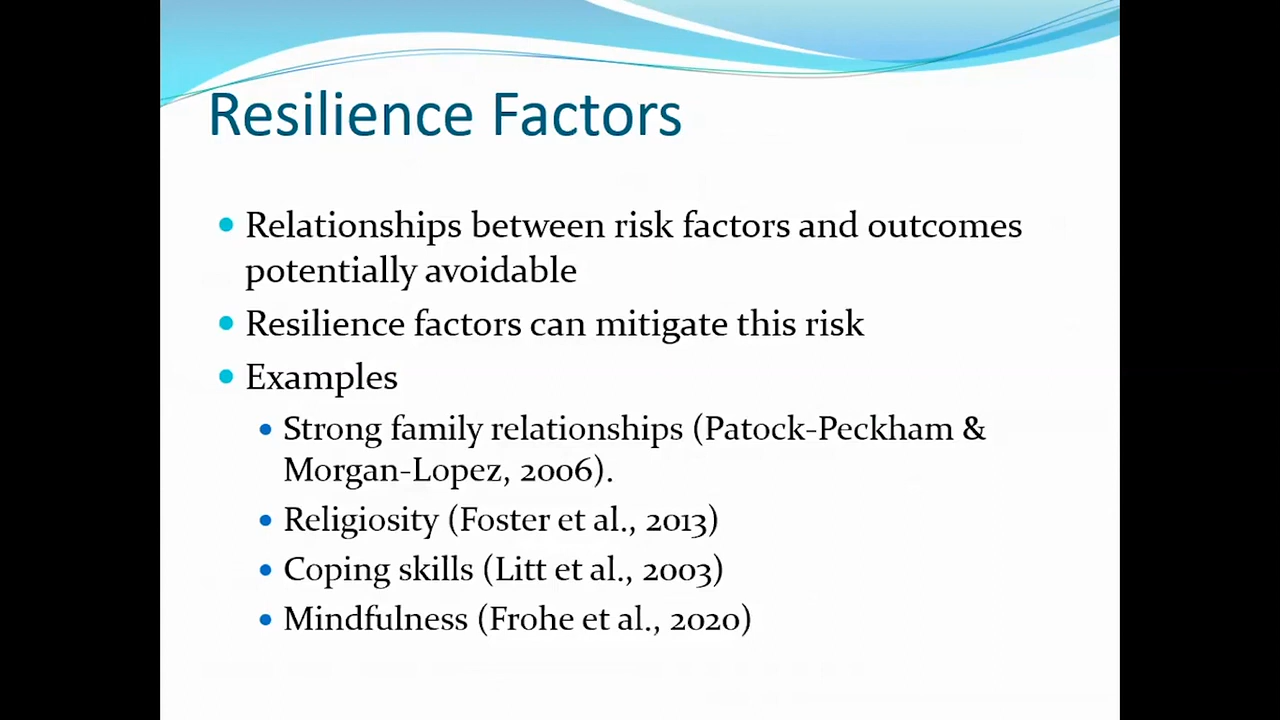 Resilience Factors
• Relationships between risk factors and outcomes
potentially avoidable
• Resilience factors can mitigate this risk
• Examples
• Strong family relationships (Patock-Peckham &
Morgan-Lopez, 2006).
• Religiosity (Foster et al., 2013)
• Coping skills (Litt et al., 2003)
• Mindfulness (Frohe et al., 2020)